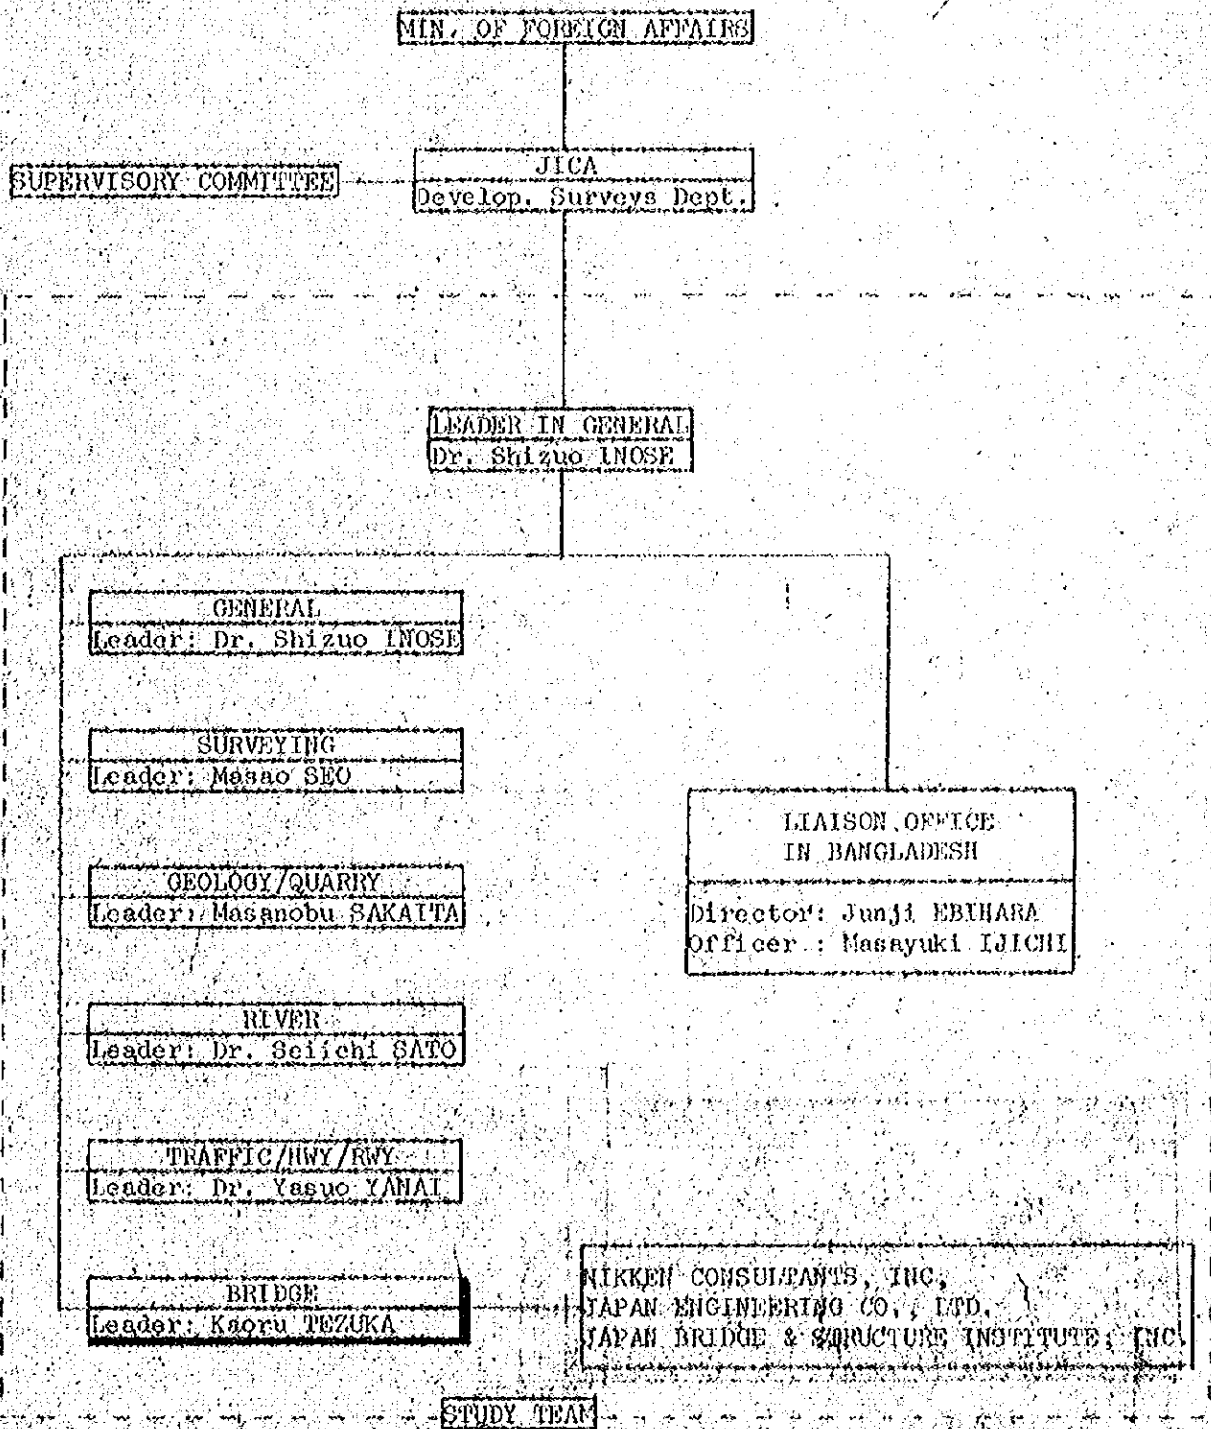 MIN. OF FOREIGN AFFAIRS
JICA
SUPERVISORY COMMITTEE
Develop. Surveys Dept.
LEADER IN GENERAL
Dr. Shizuo INOSE
GENERAL
Leader: Dr. Shizuo INOSE
SURVEYING
Leader: Masao SEO
LIAISON OFFICE
IN BANGLADESH
Director: Junji EBIHARA
Officer : Masayuki IJICHI
GEOLOGY/QUARRY
Leader: Masanobu SAKAITA
RIVER
Leader: Dr. Seiichi SATO
TRAFFIC/HWY/RWY
Leader: Dr. Yasuo YANAI
BRIDGE
Leader: Kaoru TEZUKA
NIKKEN CONSULTANTS, INC.
JAPAN ENGINEERING CO., LTD.
JAPAN BRIDGE & STRUCTURE INSTITUTE, INC.
STUDY TEAM